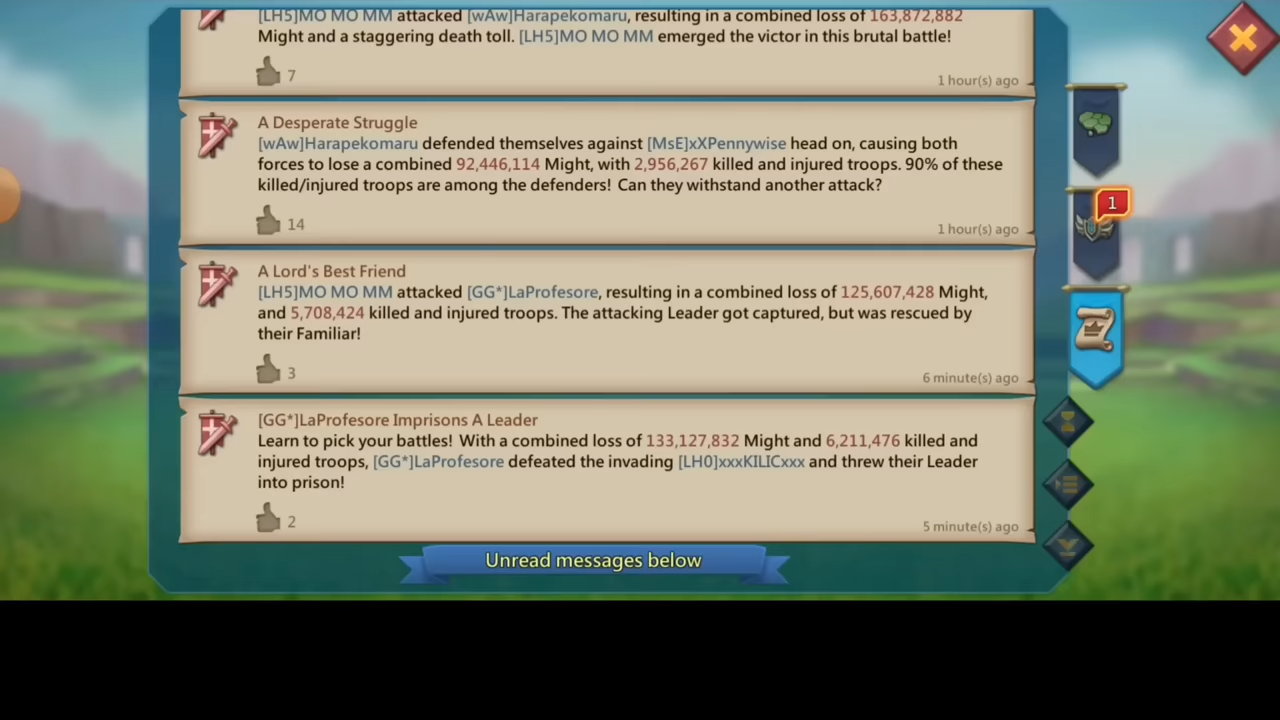 [LH5]MO MO MM attacked [wAw]Harapekomaru, resulting in a combined loss of 163,872,882
Might and a staggering death toll. [LH5]MO MO MM emerged the victor in this brutal battle!
7
1 hour(s) ago
A Desperate Struggle
[wAw]Harapekomaru defended themselves against [MsE]xXPennywise head on, causing both
forces to lose a combined 92,446,114 Might, with 2,956,267 killed and injured troops. 90% of these
killed/injured troops are among the defenders! Can they withstand another attack?
14
1 hour(s) ago
1
A Lord's Best Friend
[LH5]MO MO MM attacked [GG*]LaProfesore, resulting in a combined loss of 125,607,428 Might,
and 5,708,424 killed and injured troops. The attacking Leader got captured, but was rescued by
their Familiar!
3
6 minute(s) ago
[GG*]LaProfesore Imprisons A Leader
Learn to pick your battles! With a combined loss of 133,127,832 Might and 6,211,476 killed and
injured troops, [GG*]LaProfesore defeated the invading [LH0]xxxKILICxxx and threw their Leader
into prison!
2
5 minute(s) ago
Unread messages below